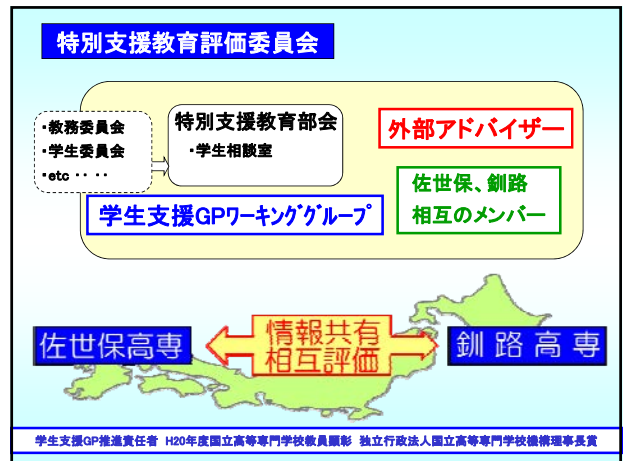 特別支援教育評価委員会
・教務委員会
・学生委員会
・etc ‥ ‥
特別支援教育部会
・学生相談室
外部アドバイザー
佐世保、釧路
相互のメンバー
学生支援GPワーキンググループ
佐世保高専
情報共有
相互評価
釧路高専
学生支援GP推進責任者 H20年度国立高等専門学校教員顕彰 独立行政法人国立高等専門学校機構理事長賞